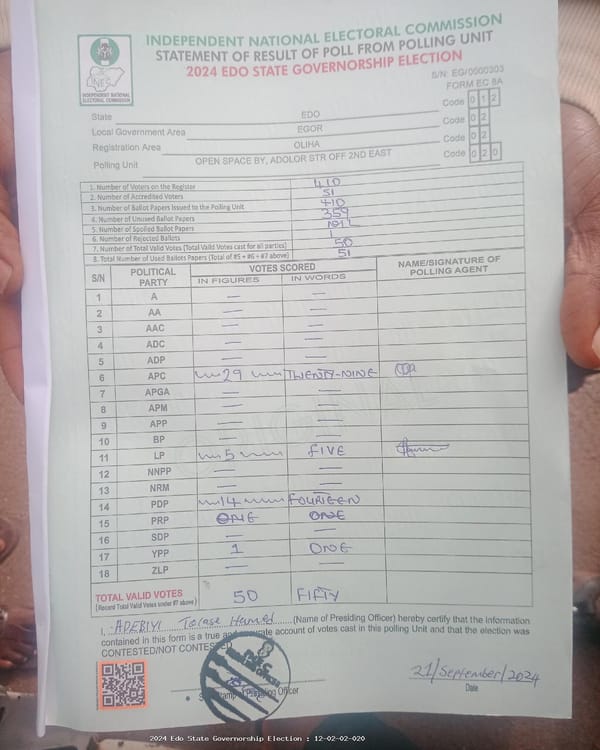 INDEPENDENT NATIONAL ELECTORAL COMMISSION
STATEMENT OF RESULT OF POLL FROM POLLING UNIT
2024 EDO STATE GOVERNORSHIP ELECTION
INEC
INDEPENDENT NATIONAL ELECTORAL COMMISSION
S/N: EG/0000303
FORM EC 8A
State EDO Code 0 1 2
Local Government Area EGOR Code 0 2
Registration Area OLIHA Code 0 2
Polling Unit OPEN SPACE BY, ADOLOR STR OFF 2ND EAST Code 0 2 0
1. Number of Voters on the Register 410
2. Number of Accredited Voters 51
3. Number of Ballot Papers Issued to the Polling Unit 410
4. Number of Unused Ballot Papers 359
5. Number of Spoiled Ballot Papers
6. Number of Rejected Ballots 1
7. Number of Total Valid Votes (Total Valid Votes cast for all parties) 50
8. Total Number of Used Ballots Papers (Total of #5 + #6 + #7 above) 51
S/N POLITICAL PARTY VOTES SCORED NAME/SIGNATURE OF POLLING AGENT
IN FIGURES IN WORDS
1 A — —
2 AA — —
3 AAC — —
4 ADC — —
5 ADP — —
6 APC 29 TWENTY-NINE
7 APGA — —
8 APM — —
9 APP — —
10 BP — —
11 LP 5 FIVE
12 NNPP — —
13 NRM — —
14 PDP 14 FOURTEEN
15 PRP ONE ONE
16 SDP — —
17 YPP 1 ONE
18 ZLP — —
TOTAL VALID VOTES 50 FIFTY
(Record Total Valid Votes under #7 above)
I, ADEBIYI Hamed (Name of Presiding Officer) hereby certify that the information
contained in this form is a true and accurate account of votes cast in this polling Unit and that the election was
CONTESTED/NOT CONTESTED
Presiding Officer
21/September/2024
Date
2024 Edo State Governorship Election : 12-02-02-020